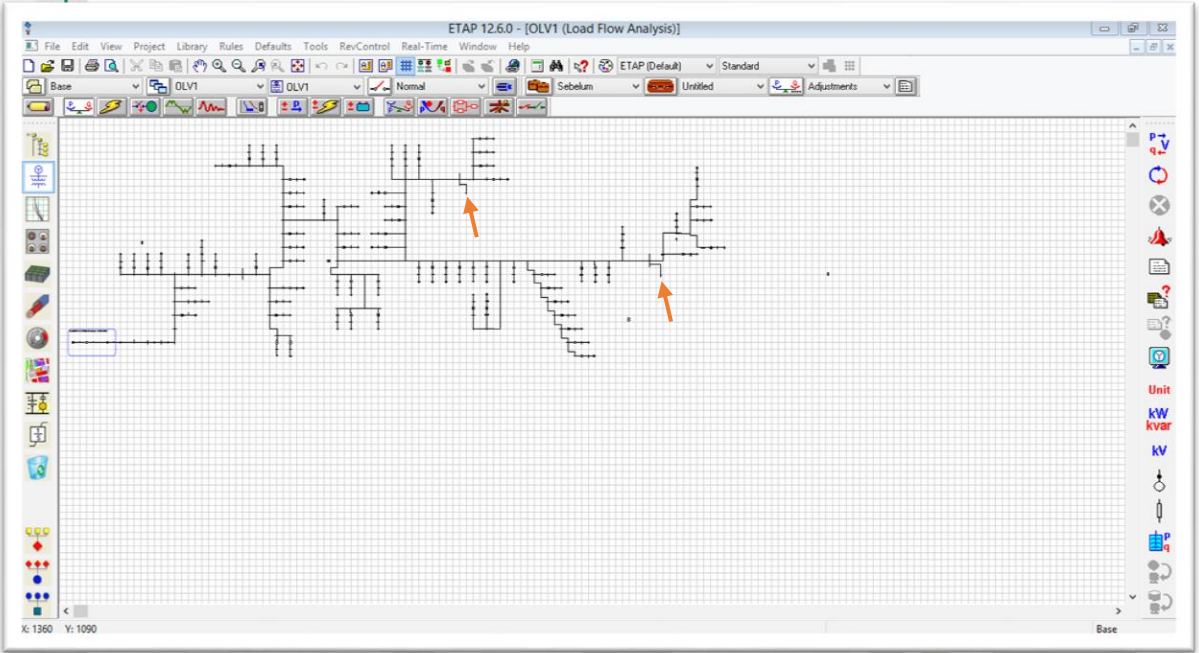 ETAP 12.6.0 - [OLV1 (Load Flow Analysis)]
File Edit View Project Library Rules Defaults Tools RevControl Real-Time Window Help
ETAP (Default) Standard
Base OLV1 OLV1 Normal Sebelum Untitled Adjustments
P V
q
?
?
Unit
kW
kvar
kV
P
q
X: 1360 Y: 1090 Base